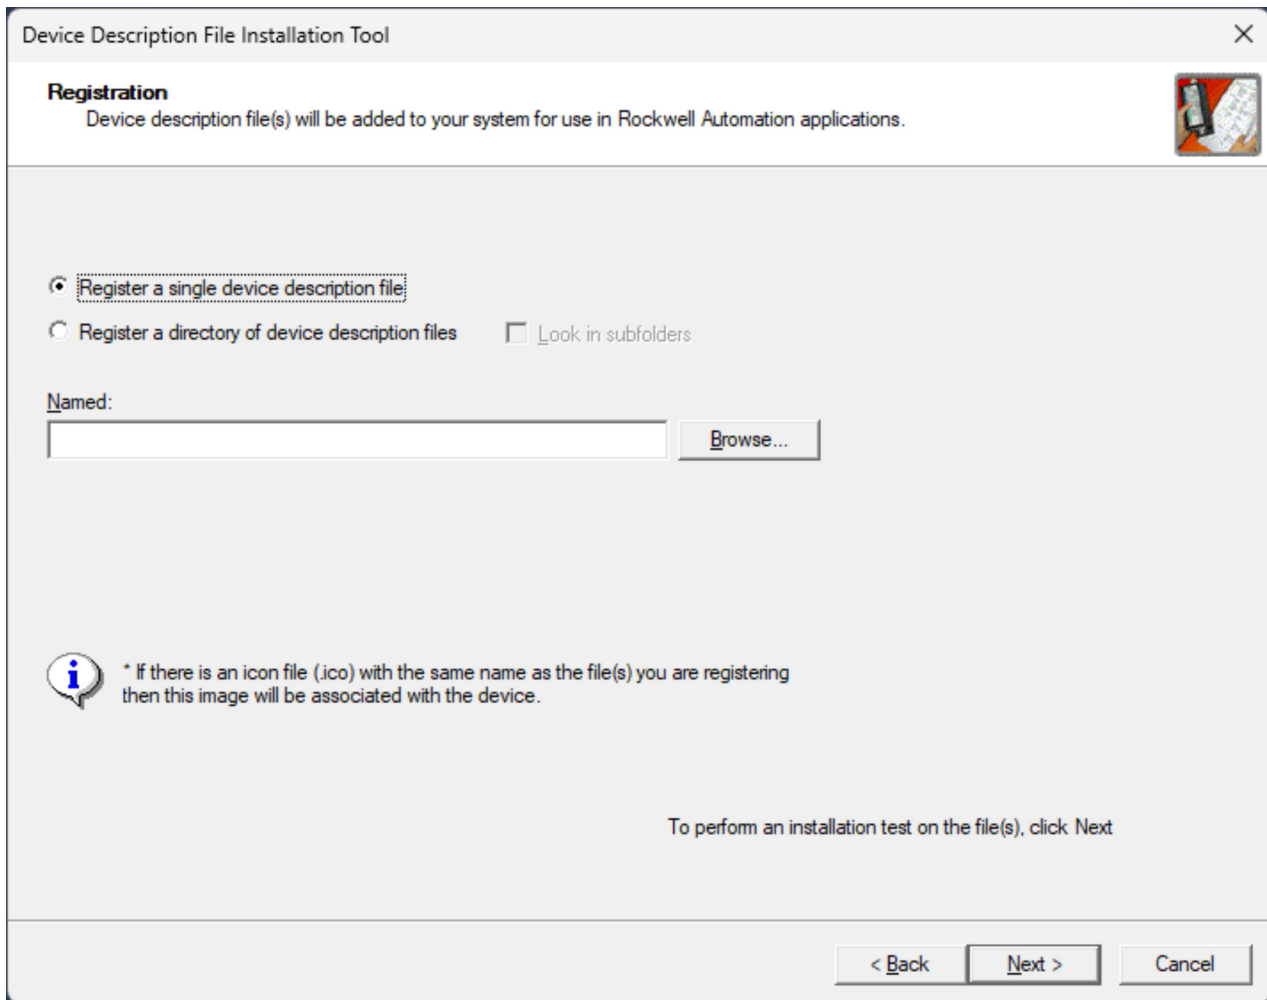 Device Description File Installation Tool
Registration
Device description file(s) will be added to your system for use in Rockwell Automation applications.
Register a single device description file
Register a directory of device description files
Look in subfolders
Named:
Browse...
* If there is an icon file (.ico) with the same name as the file(s) you are registering
then this image will be associated with the device.
To perform an installation test on the file(s), click Next
< Back
Next >
Cancel